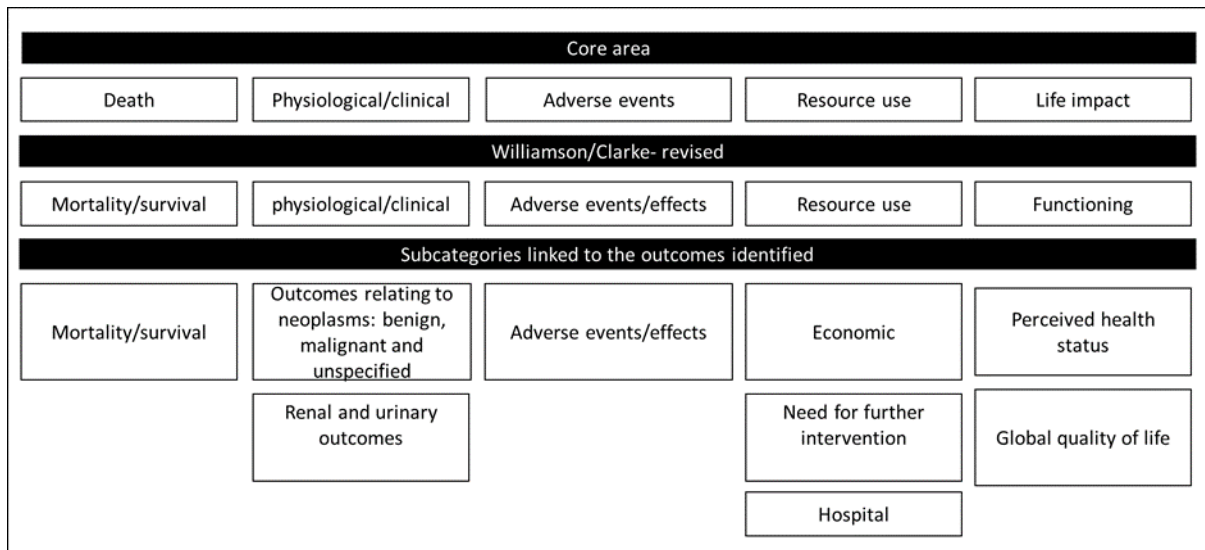 Core area
Death
Physiological/clinical
Adverse events
Resource use
Life impact
Williamson/Clarke- revised
Mortality/survival
physiological/clinical
Adverse events/effects
Resource use
Functioning
Subcategories linked to the outcomes identified
Mortality/survival
Outcomes relating to
neoplasms: benign,
malignant and
unspecified
Adverse events/effects
Economic
Perceived health
status
Renal and urinary
outcomes
Need for further
intervention
Global quality of life
Hospital